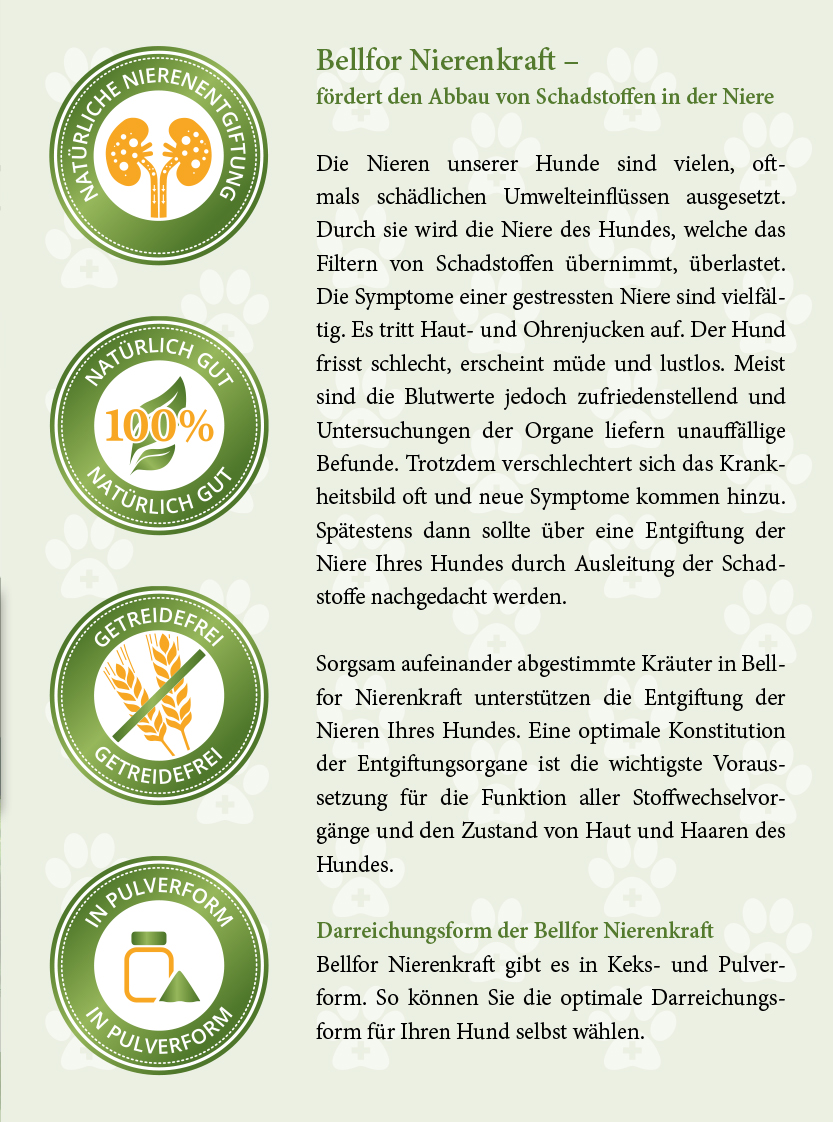 NATÜRLICHE NIERENENTGIFTUNG
NATÜRLICH GUT
100%
NATÜRLICH GUT
GETREIDEFREI
GETREIDEFREI
IN PULVERFORM
IN PULVERFORM
Bellfor Nierenkraft –
fördert den Abbau von Schadstoffen in der Niere
Die Nieren unserer Hunde sind vielen, oft-
mals schädlichen Umwelteinflüssen ausgesetzt.
Durch sie wird die Niere des Hundes, welche das
Filtern von Schadstoffen übernimmt, überlastet.
Die Symptome einer gestressten Niere sind vielfäl-
tig. Es tritt Haut- und Ohrenjucken auf. Der Hund
frisst schlecht, erscheint müde und lustlos. Meist
sind die Blutwerte jedoch zufriedenstellend und
Untersuchungen der Organe liefern unauffällige
Befunde. Trotzdem verschlechtert sich das Krank-
heitsbild oft und neue Symptome kommen hinzu.
Spätestens dann sollte über eine Entgiftung der
Niere Ihres Hundes durch Ausleitung der Schad-
stoffe nachgedacht werden.
Sorgsam aufeinander abgestimmte Kräuter in Bell-
for Nierenkraft unterstützen die Entgiftung der
Nieren Ihres Hundes. Eine optimale Konstitution
der Entgiftungsorgane ist die wichtigste Voraus-
setzung für die Funktion aller Stoffwechselvor-
gänge und den Zustand von Haut und Haaren des
Hundes.
Darreichungsform der Bellfor Nierenkraft
Bellfor Nierenkraft gibt es in Keks- und Pulver-
form. So können Sie die optimale Darreichungs-
form für Ihren Hund selbst wählen.